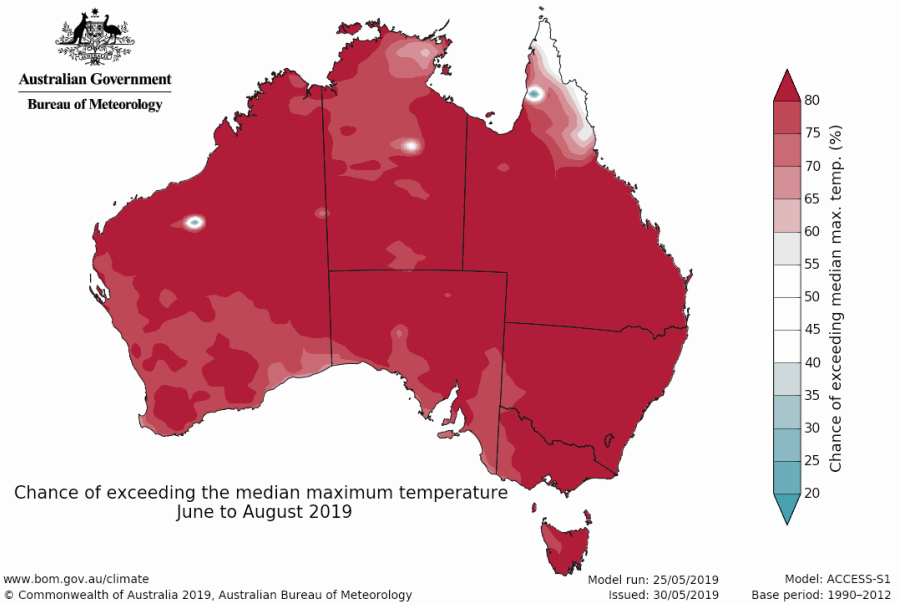 Australian Government
Bureau of Meteorology
80
75
70
65
60
55
50
45
40
35
30
25
20
Chance of exceeding median max. temp. (%)
Chance of exceeding the median maximum temperature
June to August 2019
www.bom.gov.au/climate
© Commonwealth of Australia 2019, Australian Bureau of Meteorology
Model run: 25/05/2019
Issued: 30/05/2019
Model: ACCESS-S1
Base period: 1990–2012